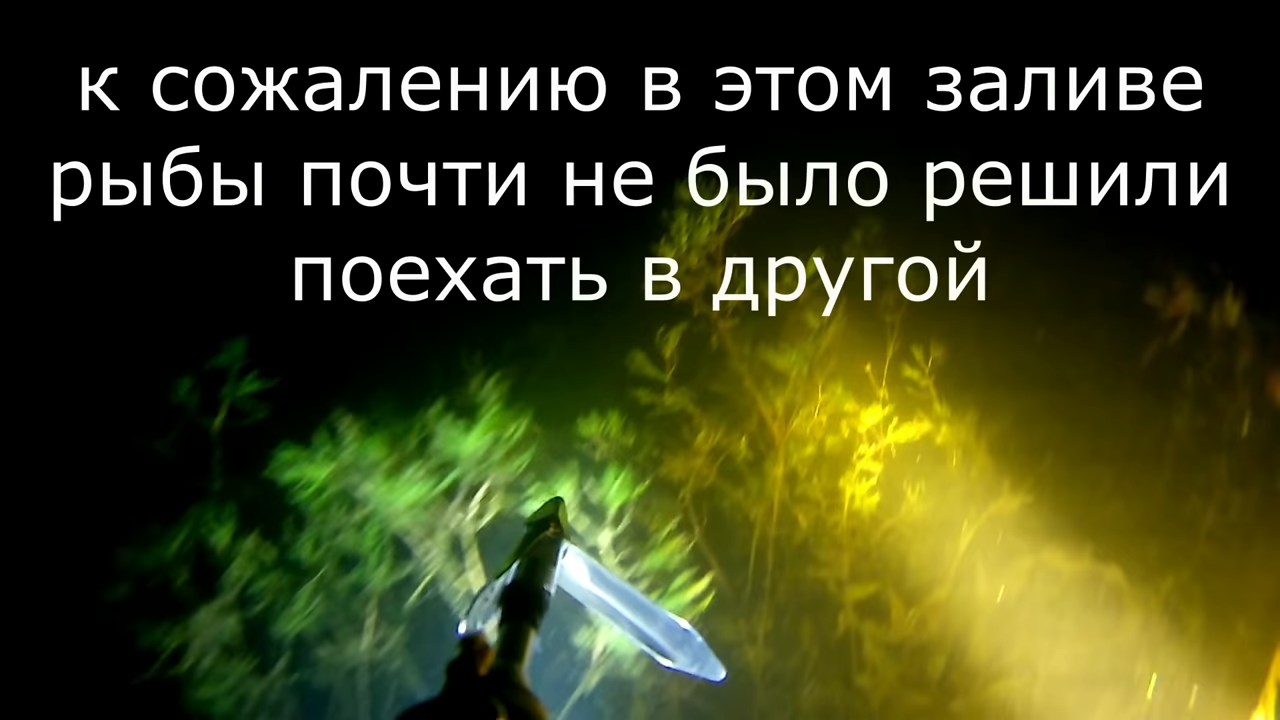 к сожалению в этом заливе
рыбы почти не было решили
поехать в другой